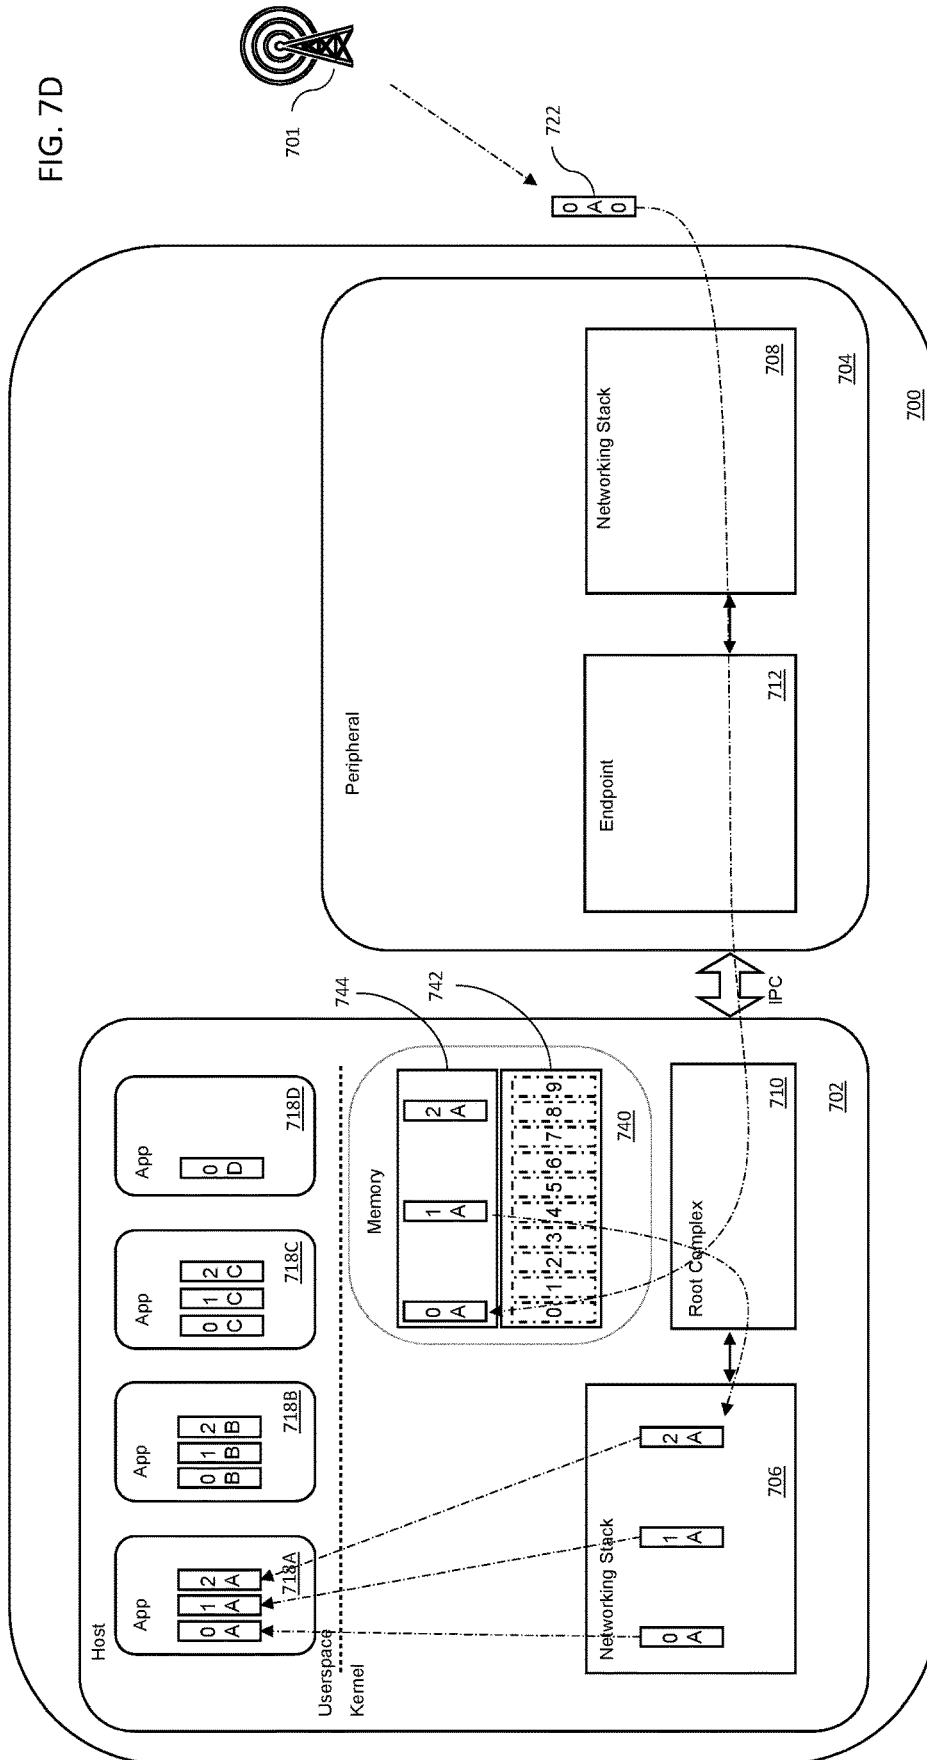 FIG. 7D
701
722
0 A 0
Host
App
0 A
1 A
2 A
718A
App
0 B
1 B
2 B
718B
App
0 C
1 C
2 C
718C
App
0 D
718D
Userspace
Kernel
Memory
0 A
1 A
2 A
744
742
0 1 2 3 4 5 6 7 8 9
740
Networking Stack
0 A
1 A
2 A
706
Root Complex
710
702
IPC
Peripheral
Endpoint
712
Networking Stack
708
704
700